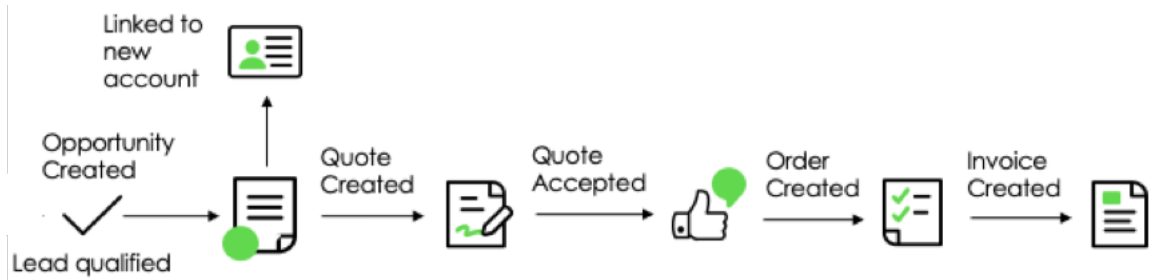 Linked to
new
account
Opportunity
Created
Lead qualified
Quote
Created
Quote
Accepted
Order
Created
Invoice
Created